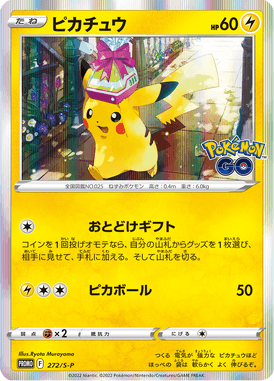 たね ピカチュウ HP60
Pokémon GO
全国図鑑NO.025 ねずみポケモン 高さ:0.4m 重さ:6.0kg
おとどけギフト
コインを1回投げオモテなら、自分の山札からグッズを1枚選び、
相手に見せて、手札に加える。そして山札を切る。
ピカボール 50
弱点 ×2 抵抗力 にげる
Illus.Ryota Murayama
PROMO F 272/S-P
つくる 電気が 強力な ピカチュウほど
ほっぺの 袋は 軟らかく よく 伸びるぞ。
©2022 Pokémon/Nintendo/Creatures/GAME FREAK.